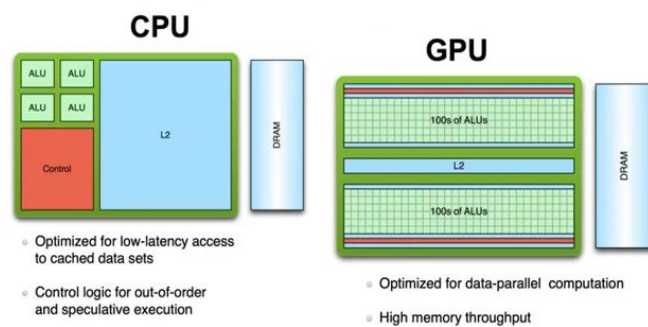 CPU
ALU ALU
ALU ALU
Control
L2
DRAM
Optimized for low-latency access
to cached data sets
Control logic for out-of-order
and speculative execution
GPU
100s of ALUs
L2
100s of ALUs
DRAM
Optimized for data-parallel computation
High memory throughput